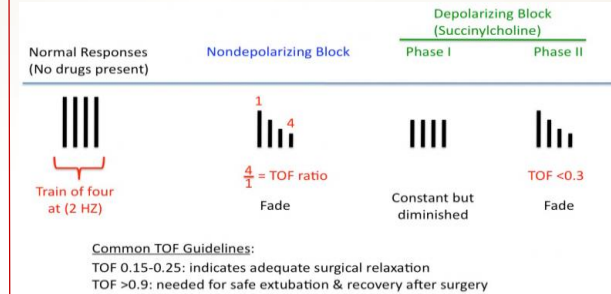 Depolarizing Block
(Succinylcholine)
Normal Responses
(No drugs present)
Nondepolarizing Block
Phase I
Phase II
1
4
Train of four
at (2 HZ)
4/1 = TOF ratio
Fade
Constant but
diminished
TOF <0.3
Fade
Common TOF Guidelines:
TOF 0.15-0.25: indicates adequate surgical relaxation
TOF >0.9: needed for safe extubation & recovery after surgery